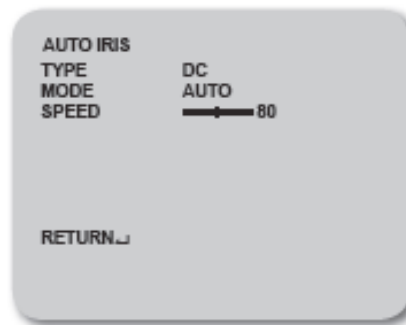 AUTO IRIS
TYPE DC
MODE AUTO
SPEED 80
RETURN↵